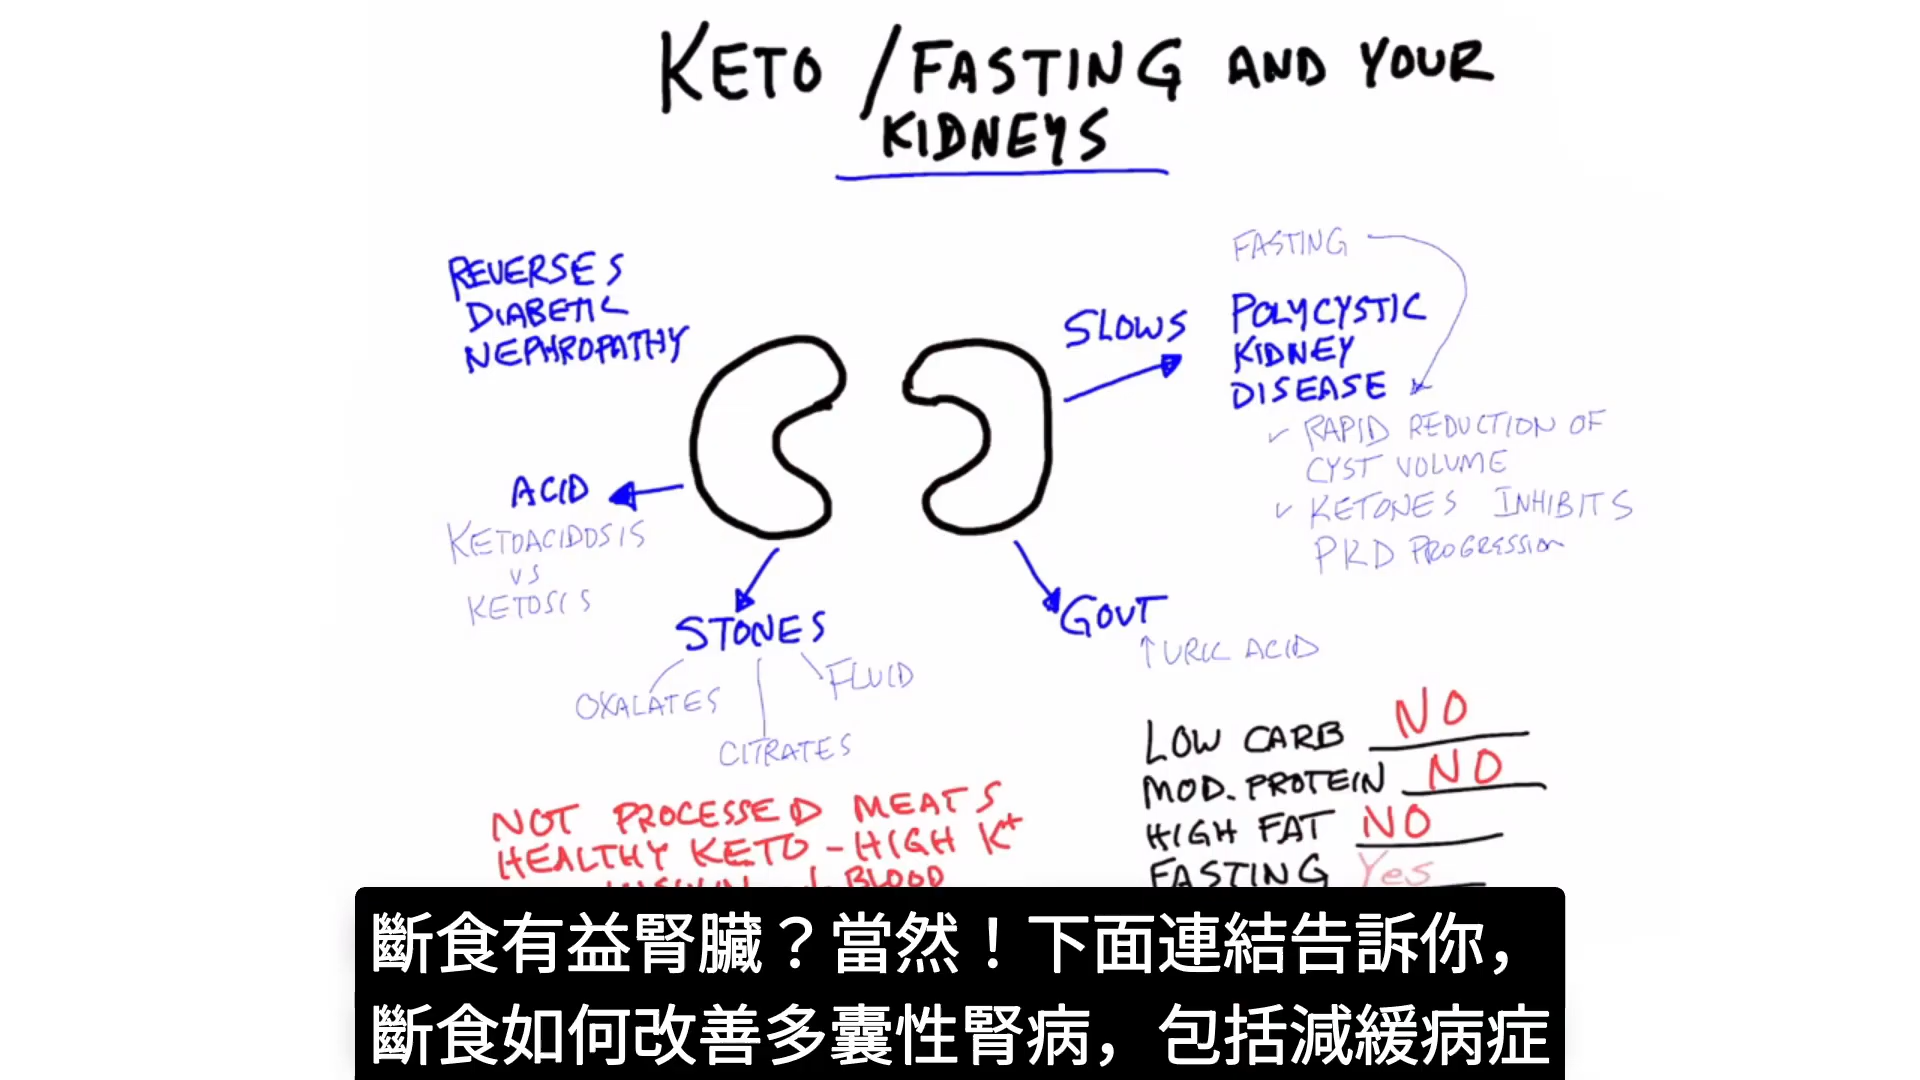 KETO / FASTING AND YOUR
KIDNEYS
REVERSES
DIABETIC
NEPHROPATHY
ACID
KETOACIDOSIS
VS
KETOSIS
STONES
OXALATES
CITRATES
FLUID
FASTING
SLOWS
POLYCYSTIC
KIDNEY
DISEASE
✓ RAPID REDUCTION OF
CYST VOLUME
✓ KETONES INHIBITS
PKD PROGRESSION
GOUT
↑ URIC ACID
LOW CARB NO
MOD. PROTEIN NO
HIGH FAT NO
FASTING Yes
NOT PROCESSED MEATS
HEALTHY KETO - HIGH K+
BLOOD
斷食有益腎臟？當然！下面連結告訴你，
斷食如何改善多囊性腎病，包括減緩病症